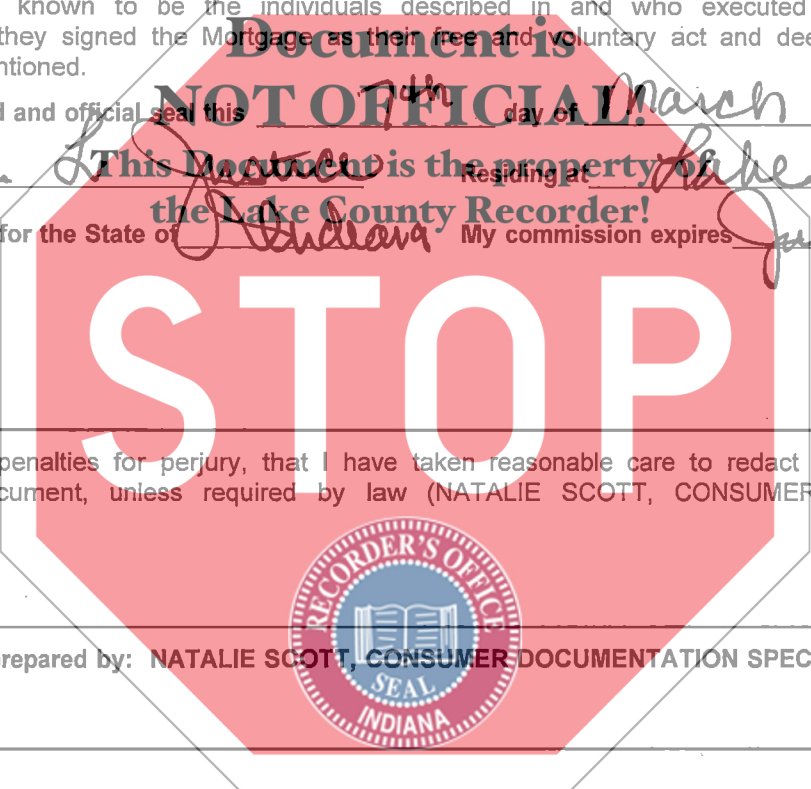 known to be the individuals described in and who executed
they signed the Mortgage as their free and voluntary act and dee
ntioned.
Document is
NOT OFFICIAL!
This Document is the property of
the Lake County Recorder!
d and official seal this 7th day of March
L. Justice Residing at Lake
for the State of Indiana My commission expires Ju
STOP
penalties for perjury, that I have taken reasonable care to redact
cument, unless required by law (NATALIE SCOTT, CONSUMER
RECORDER'S OFFICE
SEAL
INDIANA
repared by: NATALIE SCOTT, CONSUMER DOCUMENTATION SPEC